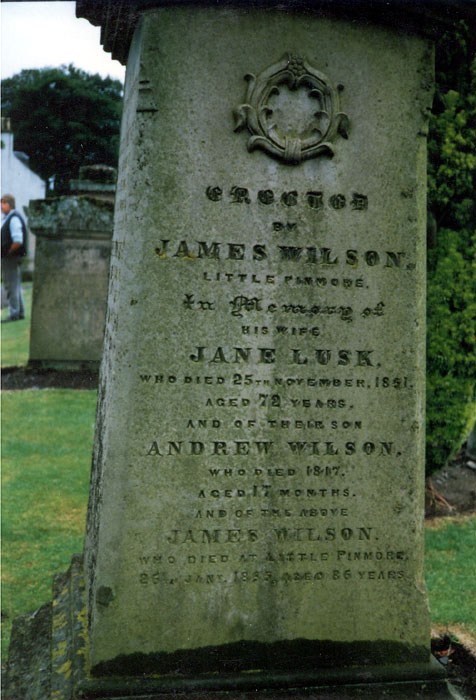 ERECTED
BY
JAMES WILSON.
LITTLE PINMORE.
In Memory of
HIS WIFE,
JANE LUSK.
WHO DIED 25TH NOVEMBER, 1851.
AGED 72 YEARS.
AND OF THEIR SON
ANDREW WILSON.
WHO DIED 1817.
AGED 17 MONTHS.
AND OF THE ABOVE
JAMES WILSON.
WHO DIED AT LITTLE PINMORE.
JANY. AGED 86 YEARS.